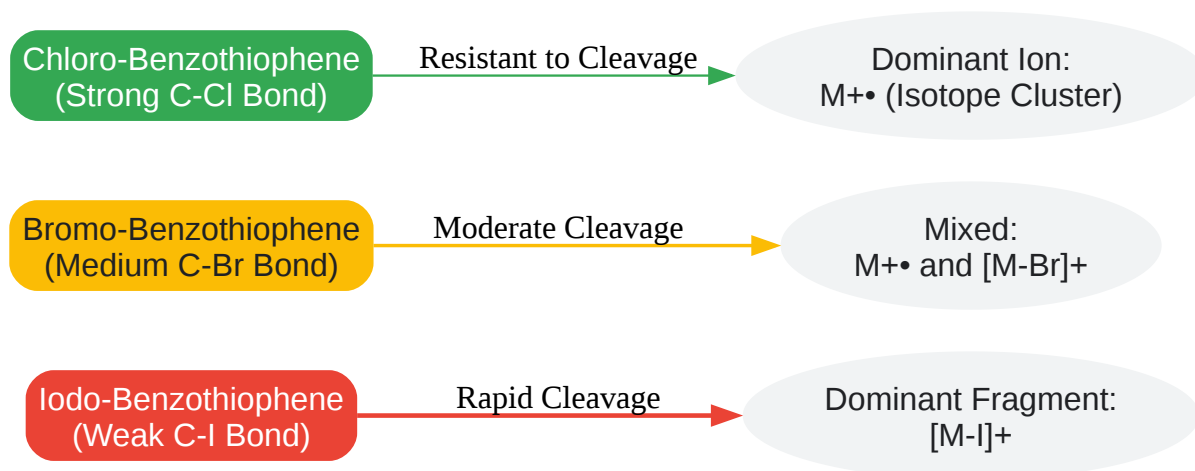 Chloro-Benzothiophene
(Strong C-Cl Bond)
Resistant to Cleavage
Dominant Ion:
M+• (Isotope Cluster)
Bromo-Benzothiophene
(Medium C-Br Bond)
Moderate Cleavage
Mixed:
M+• and [M-Br]+
Iodo-Benzothiophene
(Weak C-I Bond)
Rapid Cleavage
Dominant Fragment:
[M-I]+